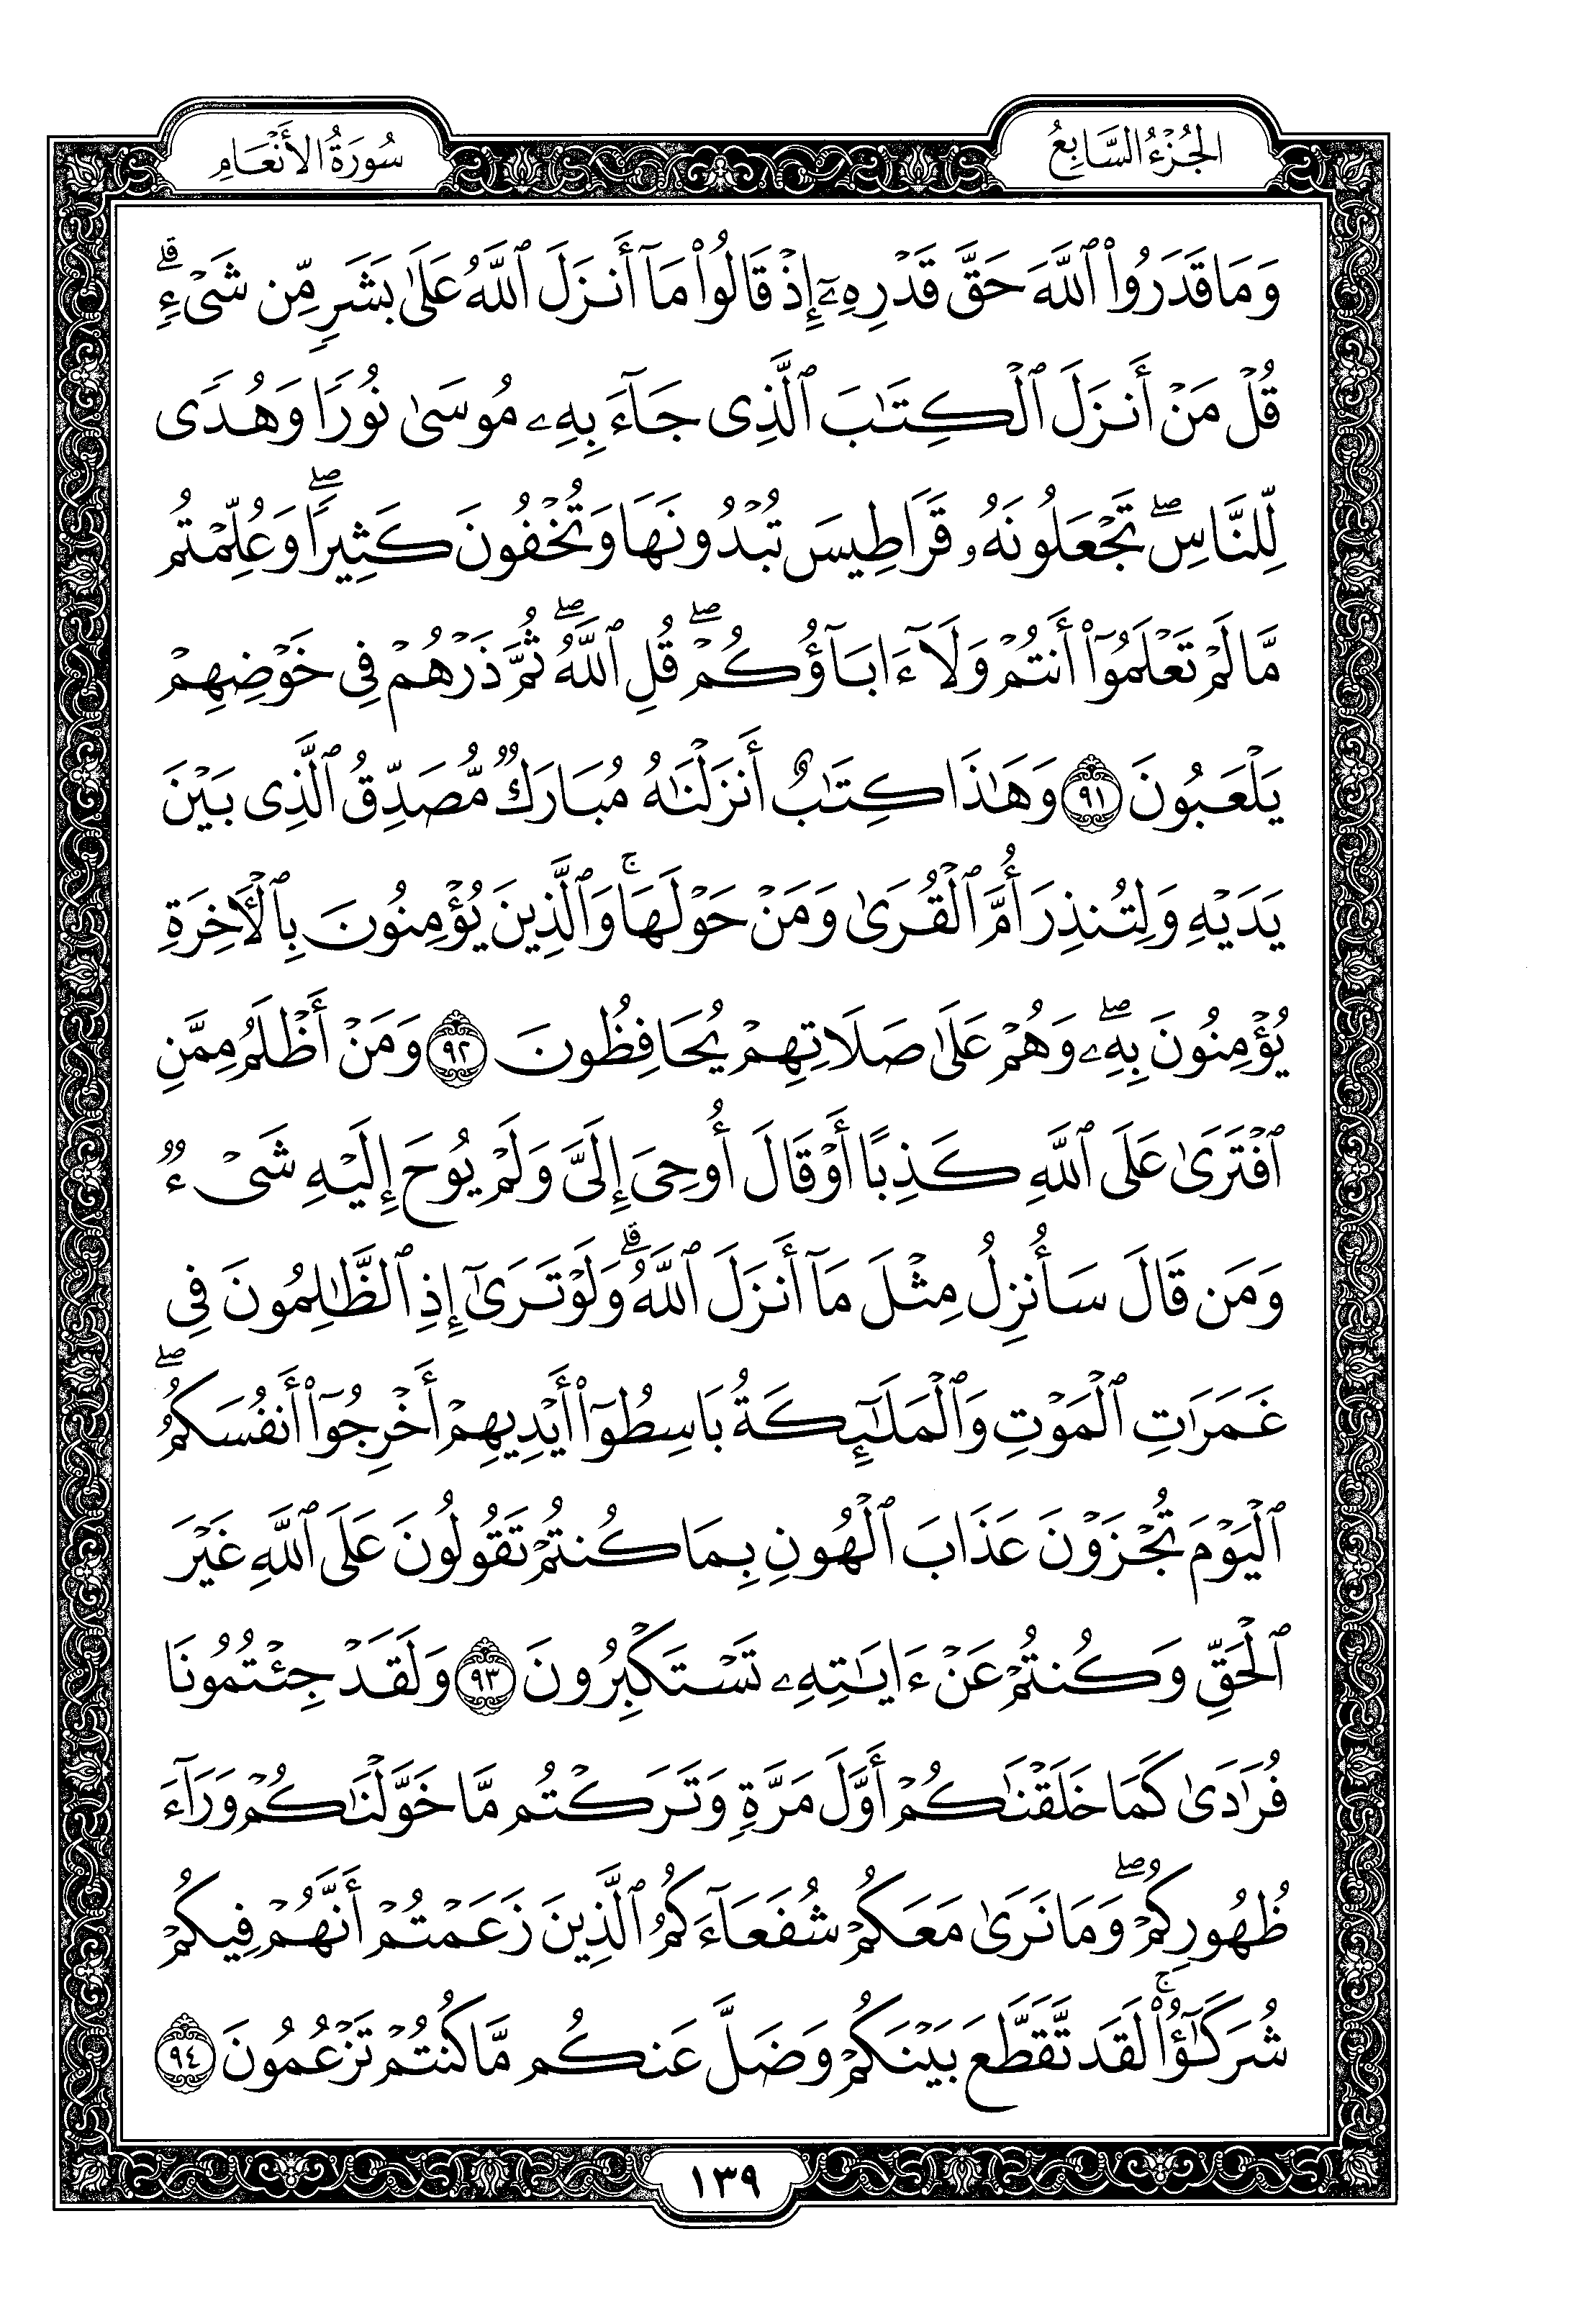 الجُزْءُ السَّابِعُ
سُورَةُ الأَنْعَامِ
وَمَا قَدَرُوا۟ ٱللَّهَ حَقَّ قَدْرِهِۦٓ إِذْ قَالُوا۟ مَآ أَنزَلَ ٱللَّهُ عَلَىٰ بَشَرٍ مِّن شَىْءٍ ۗ
قُلْ مَنْ أَنزَلَ ٱلْكِتَـٰبَ ٱلَّذِى جَآءَ بِهِۦ مُوسَىٰ نُورًا وَهُدًى
لِّلنَّاسِ ۖ تَجْعَلُونَهُۥ قَرَاطِيسَ تُبْدُونَهَا وَتُخْفُونَ كَثِيرًا ۖ وَعُلِّمْتُم
مَّا لَمْ تَعْلَمُوٓا۟ أَنتُمْ وَلَآ ءَابَآؤُكُمْ ۖ قُلِ ٱللَّهُ ۖ ثُمَّ ذَرْهُمْ فِى خَوْضِهِمْ
يَلْعَبُونَ ٩١ وَهَـٰذَا كِتَـٰبٌ أَنزَلْنَـٰهُ مُبَارَكٌ مُّصَدِّقُ ٱلَّذِى بَيْنَ
يَدَيْهِ وَلِتُنذِرَ أُمَّ ٱلْقُرَىٰ وَمَنْ حَوْلَهَا ۚ وَٱلَّذِينَ يُؤْمِنُونَ بِٱلْـَٔاخِرَةِ
يُؤْمِنُونَ بِهِۦ ۖ وَهُمْ عَلَىٰ صَلَاتِهِمْ يُحَافِظُونَ ٩٢ وَمَنْ أَظْلَمُ مِمَّنِ
ٱفْتَرَىٰ عَلَى ٱللَّهِ كَذِبًا أَوْ قَالَ أُوحِىَ إِلَىَّ وَلَمْ يُوحَ إِلَيْهِ شَىْءٌ
وَمَن قَالَ سَأُنزِلُ مِثْلَ مَآ أَنزَلَ ٱللَّهُ ۗ وَلَوْ تَرَىٰٓ إِذِ ٱلظَّـٰلِمُونَ فِى
غَمَرَٰتِ ٱلْمَوْتِ وَٱلْمَلَـٰٓئِكَةُ بَاسِطُوٓا۟ أَيْدِيهِمْ أَخْرِجُوٓا۟ أَنفُسَكُمُ ۖ
ٱلْيَوْمَ تُجْزَوْنَ عَذَابَ ٱلْهُونِ بِمَا كُنتُمْ تَقُولُونَ عَلَى ٱللَّهِ غَيْرَ
ٱلْحَقِّ وَكُنتُمْ عَنْ ءَايَـٰتِهِۦ تَسْتَكْبِرُونَ ٩٣ وَلَقَدْ جِئْتُمُونَا
فُرَٰدَىٰ كَمَا خَلَقْنَـٰكُمْ أَوَّلَ مَرَّةٍ وَتَرَكْتُم مَّا خَوَّلْنَـٰكُمْ وَرَآءَ
ظُهُورِكُمْ ۖ وَمَا نَرَىٰ مَعَكُمْ شُفَعَآءَكُمُ ٱلَّذِينَ زَعَمْتُمْ أَنَّهُمْ فِيكُمْ
شُرَكَـٰٓؤُا۟ ۚ لَقَد تَّقَطَّعَ بَيْنَكُمْ وَضَلَّ عَنكُم مَّا كُنتُمْ تَزْعُمُونَ ٩٤
١٣٩